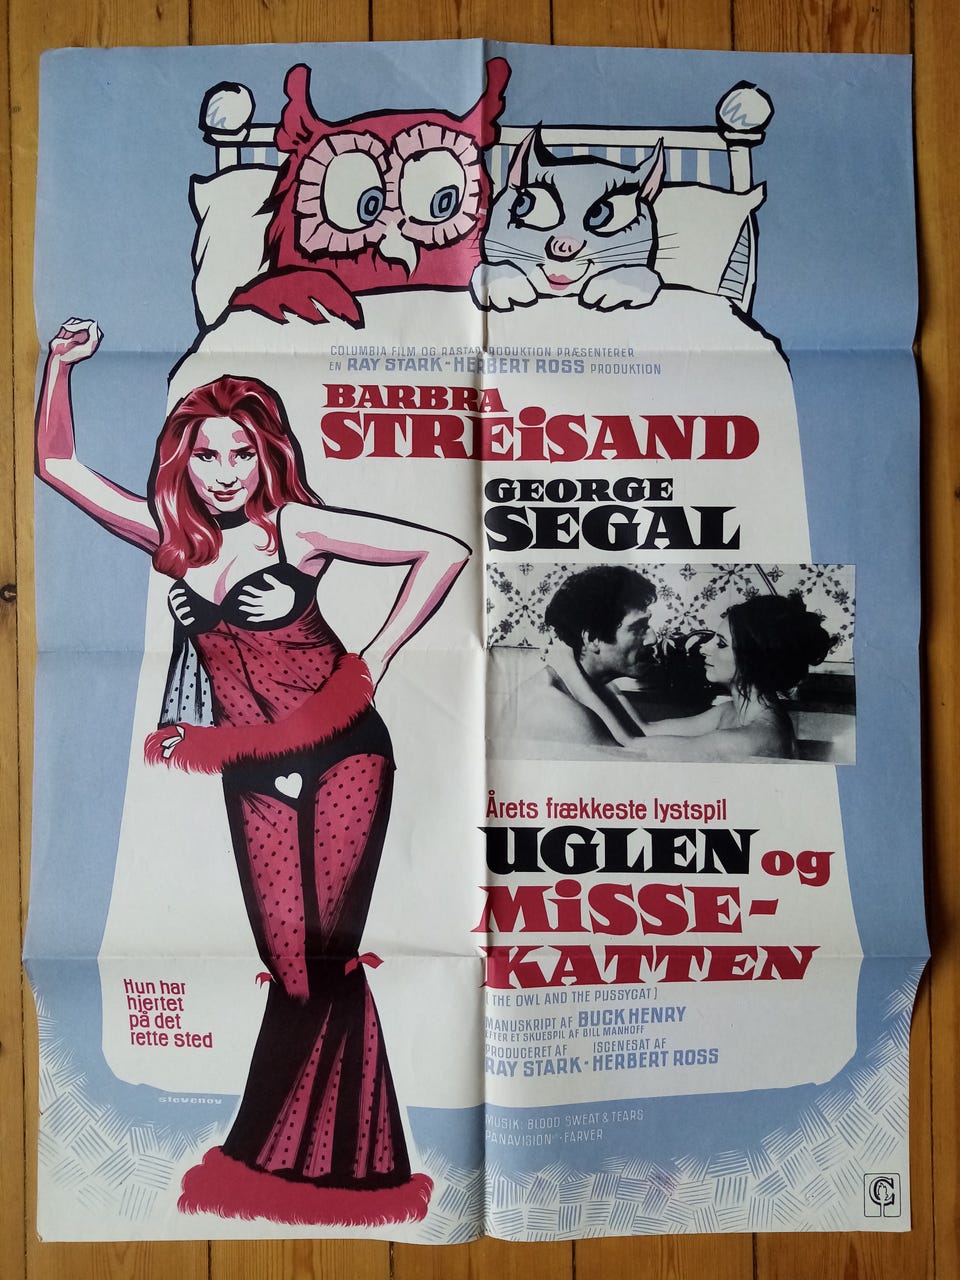 COLUMBIA FILM OG RASTARPRODUKTION PRÆSENTERER
EN RAY STARK - HERBERT ROSS PRODUKTION
BARBRA
STREiSAND
GEORGE
SEGAL
Årets frækkeste lystspil
UGLEN og
MiSSE-
KATTEN
(THE OWL AND THE PUSSYCAT)
MANUSKRIPT AF BUCK HENRY
EFTER ET SKUESPIL AF BILL MANHOFF
PRODUCERET AF ISCENESAT AF
RAY STARK - HERBERT ROSS
Hun har
hjertet
på det
rette sted
stevenov
MUSIK: BLOOD SWEAT & TEARS
PANAVISION® - FARVER